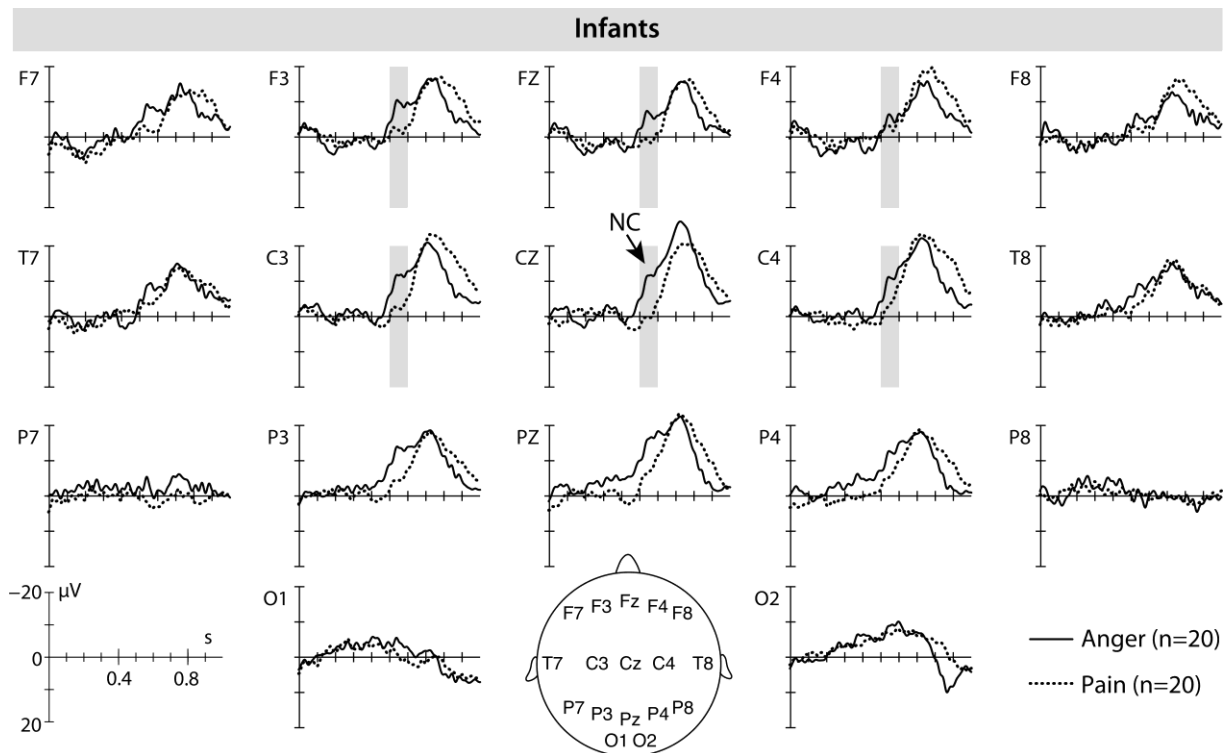 Infants
F7 F3 FZ F4 F8
NC
T7 C3 CZ C4 T8
P7 P3 PZ P4 P8
−20 µV
s
0
0.4 0.8
20
O1
O2
F7 F3 Fz F4 F8
T7 C3 Cz C4 T8
P7 P3 Pz P4 P8
O1 O2
Anger (n=20)
Pain (n=20)